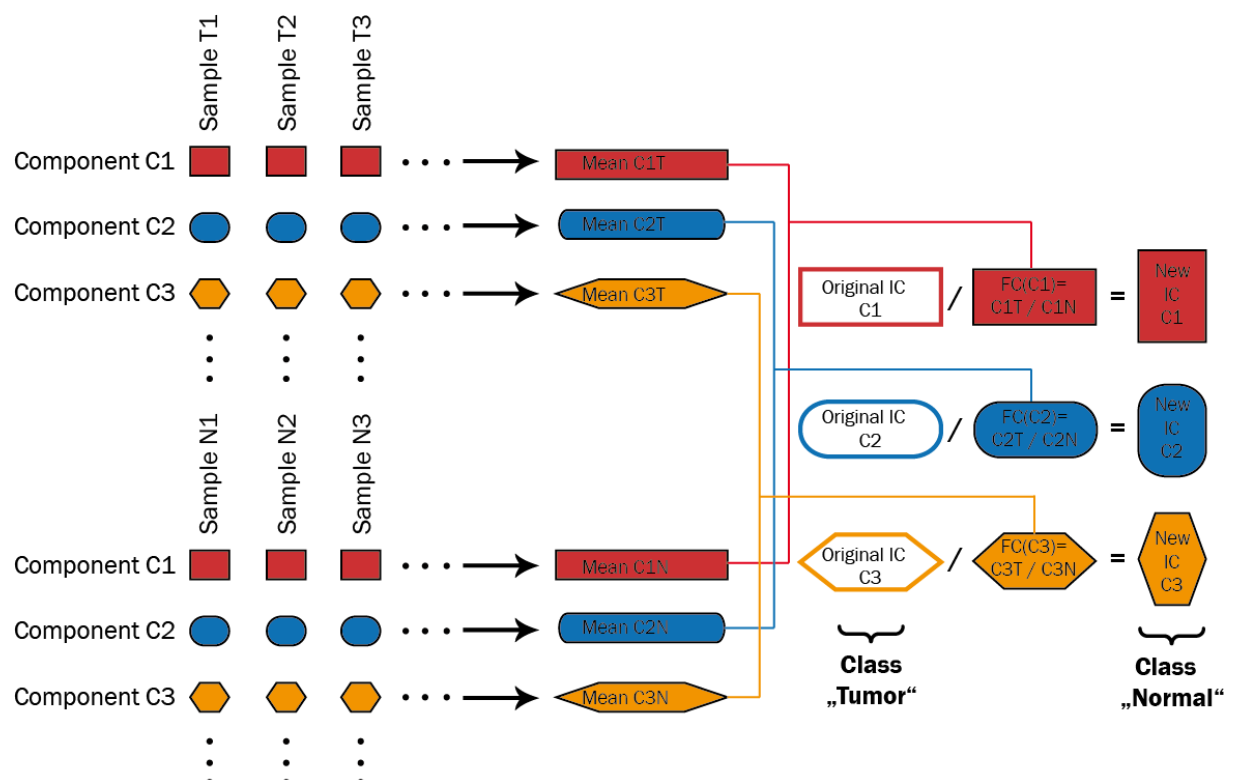 Sample T1
Sample T2
Sample T3
Component C1
Mean C1T
Component C2
Mean C2T
Component C3
Mean C3T
Original IC
C1
/
FC(C1)=
C1T / C1N
=
New
IC
C1
Original IC
C2
/
FC(C2)=
C2T / C2N
=
New
IC
C2
Sample N1
Sample N2
Sample N3
Original IC
C3
/
FC(C3)=
C3T / C3N
=
New
IC
C3
Component C1
Mean C1N
Component C2
Mean C2N
Component C3
Mean C3N
Class
„Tumor“
Class
„Normal“